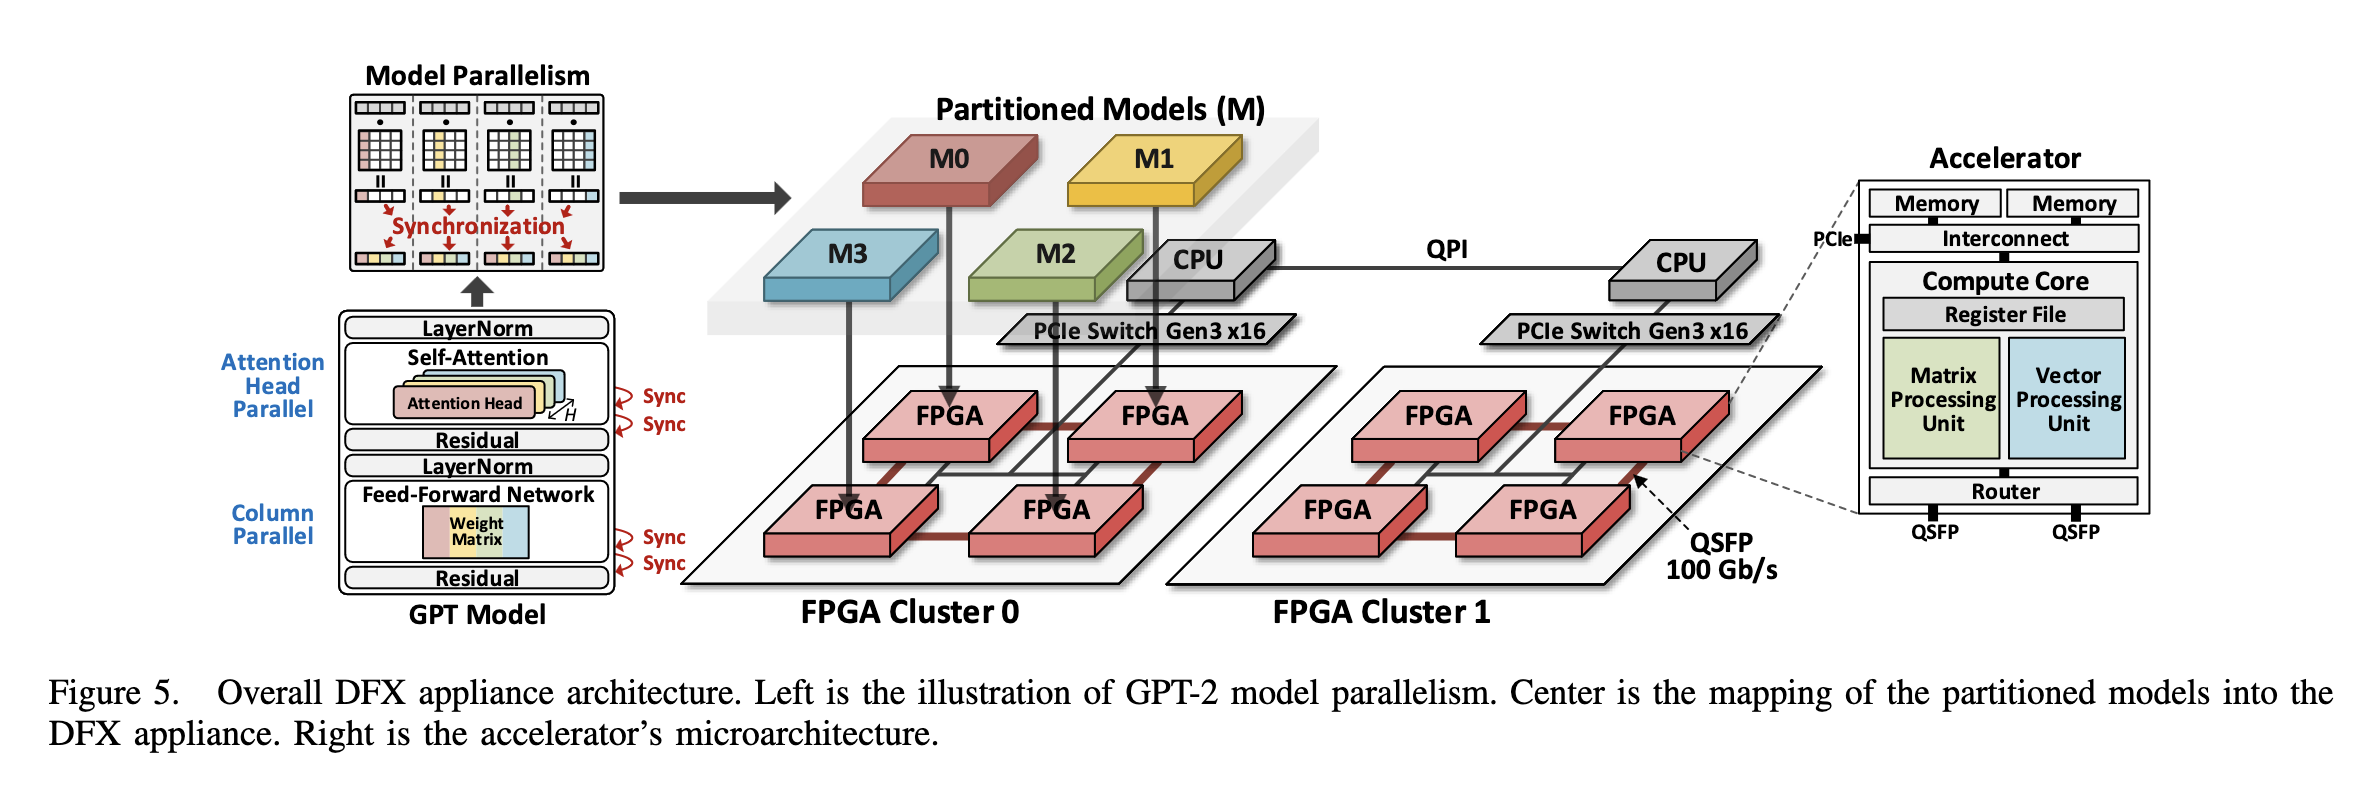 Model Parallelism
Synchronization
LayerNorm
Self-Attention
Attention Head
H
Residual
LayerNorm
Feed-Forward Network
Weight
Matrix
Residual
GPT Model
Attention
Head
Parallel
Column
Parallel
Sync
Sync
Sync
Sync
Partitioned Models (M)
M0
M1
M3
M2
CPU
QPI
CPU
PCIe Switch Gen3 x16
PCIe Switch Gen3 x16
FPGA
FPGA
FPGA
FPGA
FPGA Cluster 0
FPGA
FPGA
FPGA
FPGA
FPGA Cluster 1
QSFP
100 Gb/s
Accelerator
Memory
Memory
PCIe
Interconnect
Compute Core
Register File
Matrix
Processing
Unit
Vector
Processing
Unit
Router
QSFP
QSFP
Figure 5. Overall DFX appliance architecture. Left is the illustration of GPT-2 model parallelism. Center is the mapping of the partitioned models into the
DFX appliance. Right is the accelerator's microarchitecture.